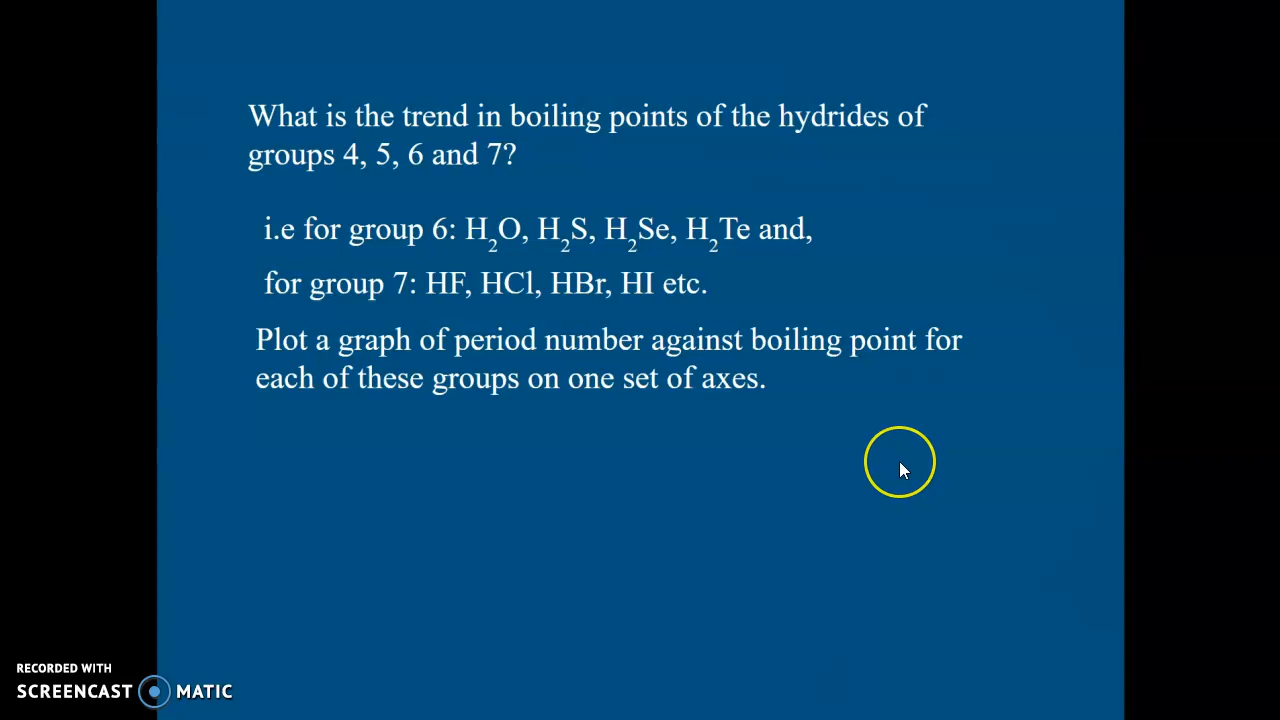 What is the trend in boiling points of the hydrides of
groups 4, 5, 6 and 7?
i.e for group 6: H₂O, H₂S, H₂Se, H₂Te and,
for group 7: HF, HCl, HBr, HI etc.
Plot a graph of period number against boiling point for
each of these groups on one set of axes.
RECORDED WITH
SCREENCAST MATIC